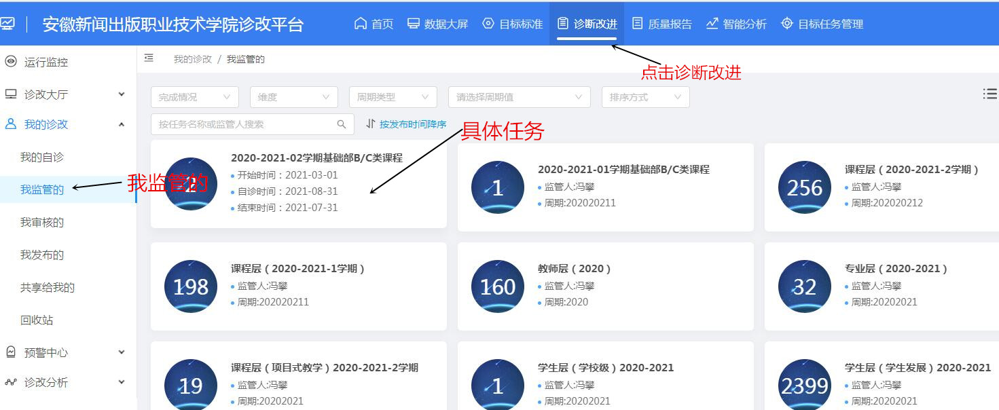 安徽新闻出版职业技术学院诊改平台 首页 数据大屏 目标标准 诊断改进 质量报告 智能分析 目标任务管理
点击诊断改进
运行监控
诊改大厅
我的诊改
我的自诊
我监管的
我监管的
我审核的
我发布的
共享给我的
回收站
预警中心
诊改分析
我的诊改 / 我监管的
完成情况 维度 周期类型 请选择周期值 排序方式
按任务名称或监管人搜索 按发布时间降序
具体任务
2
2020-2021-02学期基础部B/C类课程
开始时间：2021-03-01
自诊时间：2021-08-31
结束时间：2021-07-31
1
2020-2021-01学期基础部B/C类课程
监管人:冯攀
周期:202020211
256
课程层（2020-2021-2学期）
监管人:冯攀
周期:202020212
198
课程层（2020-2021-1学期）
监管人:冯攀
周期:202020211
160
教师层（2020）
监管人:冯攀
周期:2020
32
专业层（2020-2021）
监管人:冯攀
周期:20202021
19
课程层（项目式教学）2020-2021-2学期
监管人:冯攀
周期:20202021
1
学生层（学校级）2020-2021
监管人:冯攀
周期:20202021
2399
学生层（学生发展）2020-2021
监管人:冯攀
周期:20202021